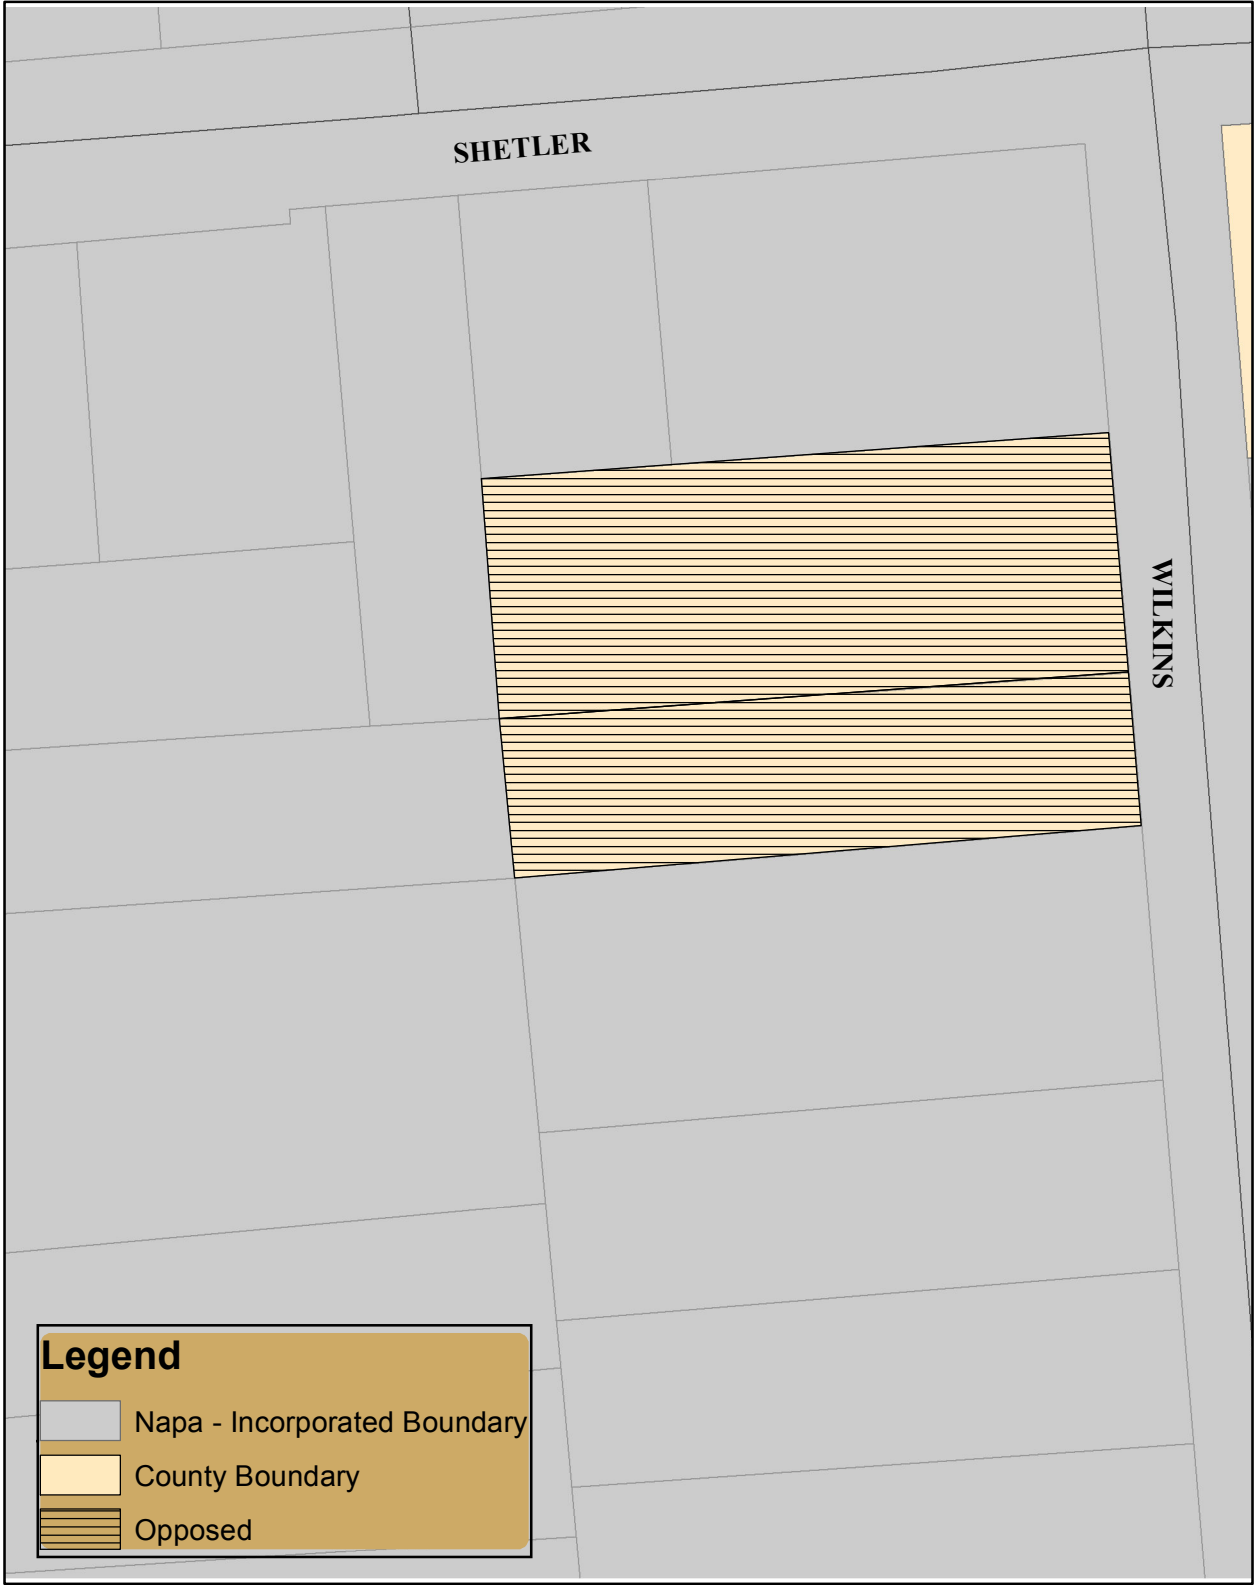 SHETLER
WILKINS
Legend
Napa - Incorporated Boundary
County Boundary
Opposed